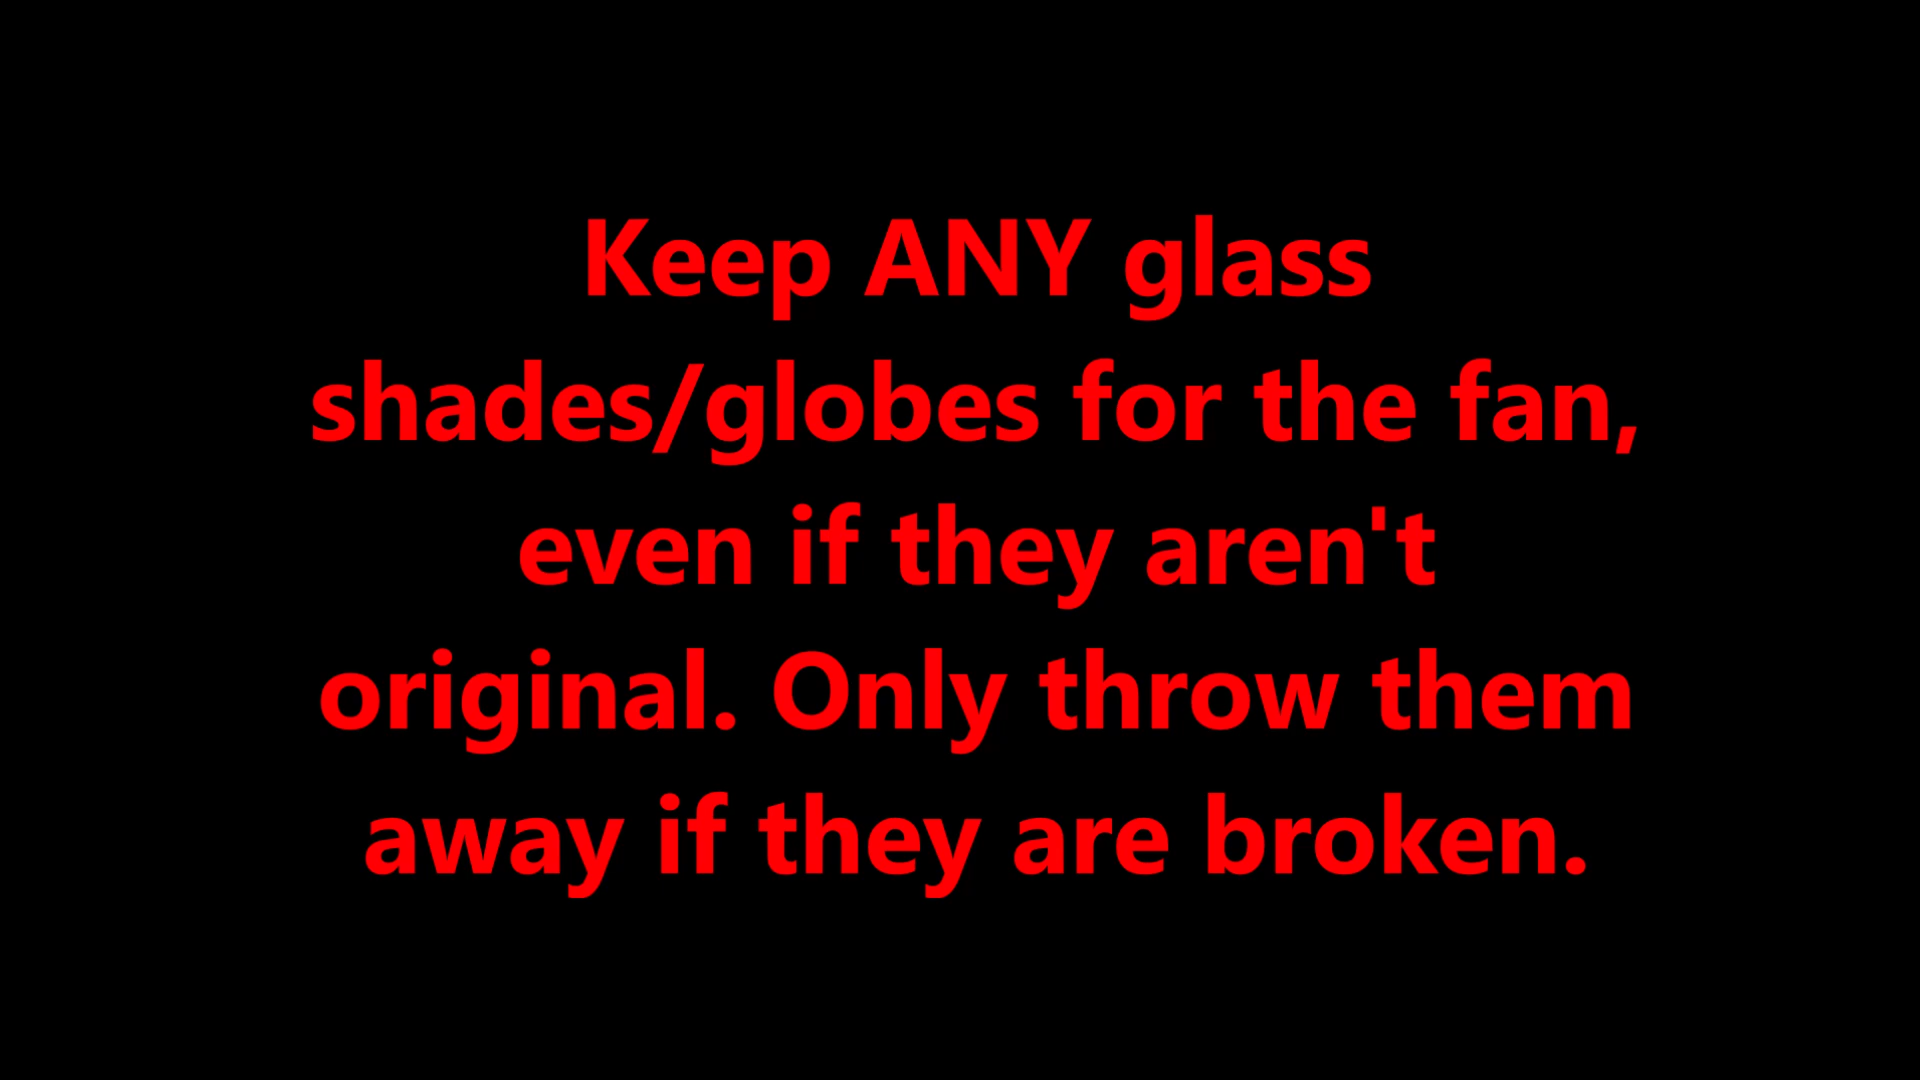 Keep ANY glass
shades/globes for the fan,
even if they aren't
original. Only throw them
away if they are broken.